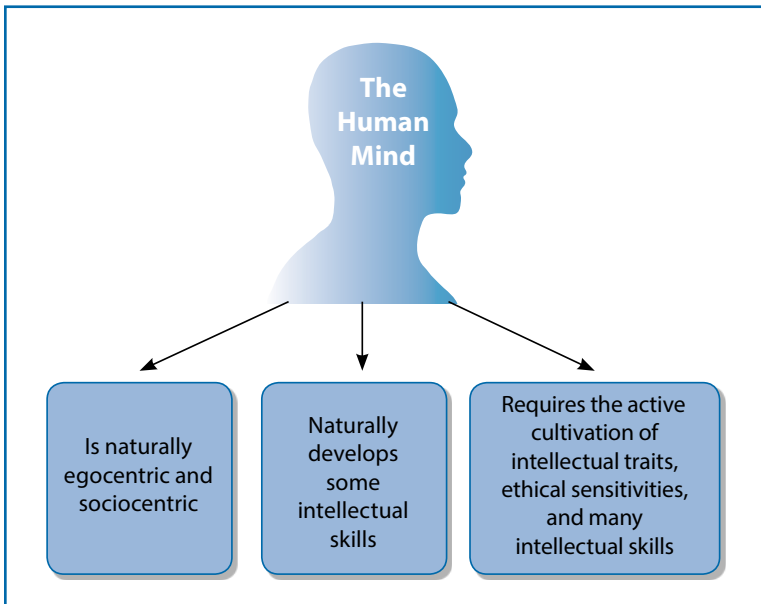 The
Human
Mind
Is naturally
egocentric and
sociocentric
Naturally
develops
some
intellectual
skills
Requires the active
cultivation of
intellectual traits,
ethical sensitivities,
and many
intellectual skills